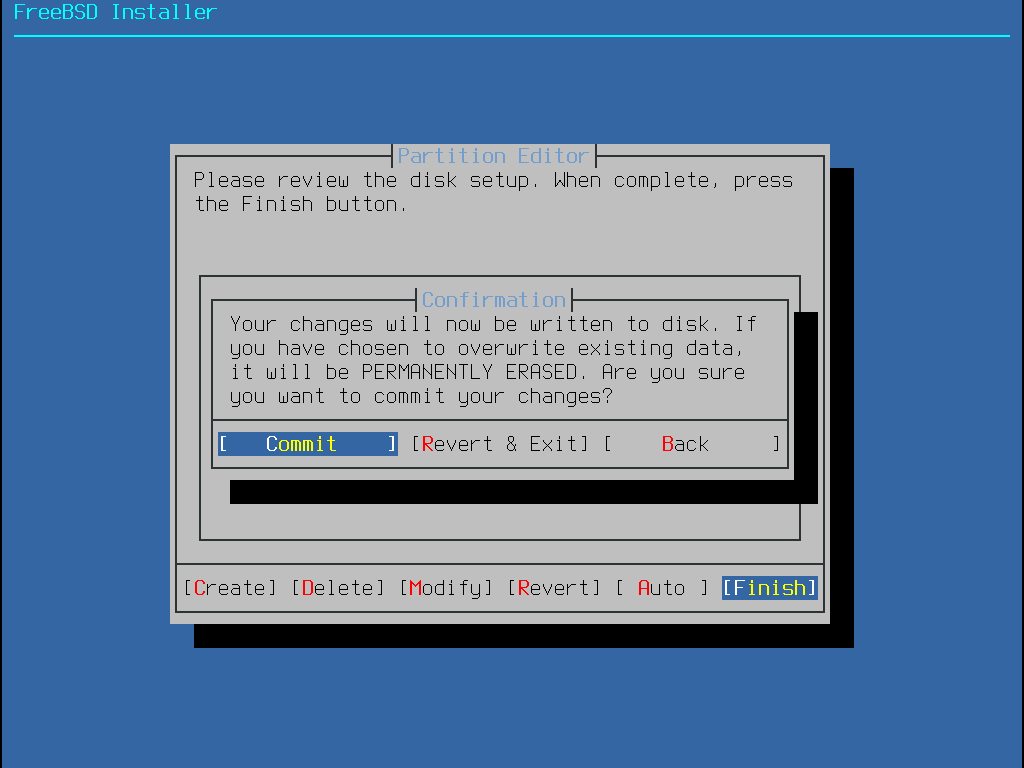 FreeBSD Installer
Partition Editor
Please review the disk setup. When complete, press
the Finish button.
Confirmation
Your changes will now be written to disk. If
you have chosen to overwrite existing data,
it will be PERMANENTLY ERASED. Are you sure
you want to commit your changes?
[   Commit    ] [Revert & Exit] [    Back     ]
[Create] [Delete] [Modify] [Revert] [ Auto ] [Finish]